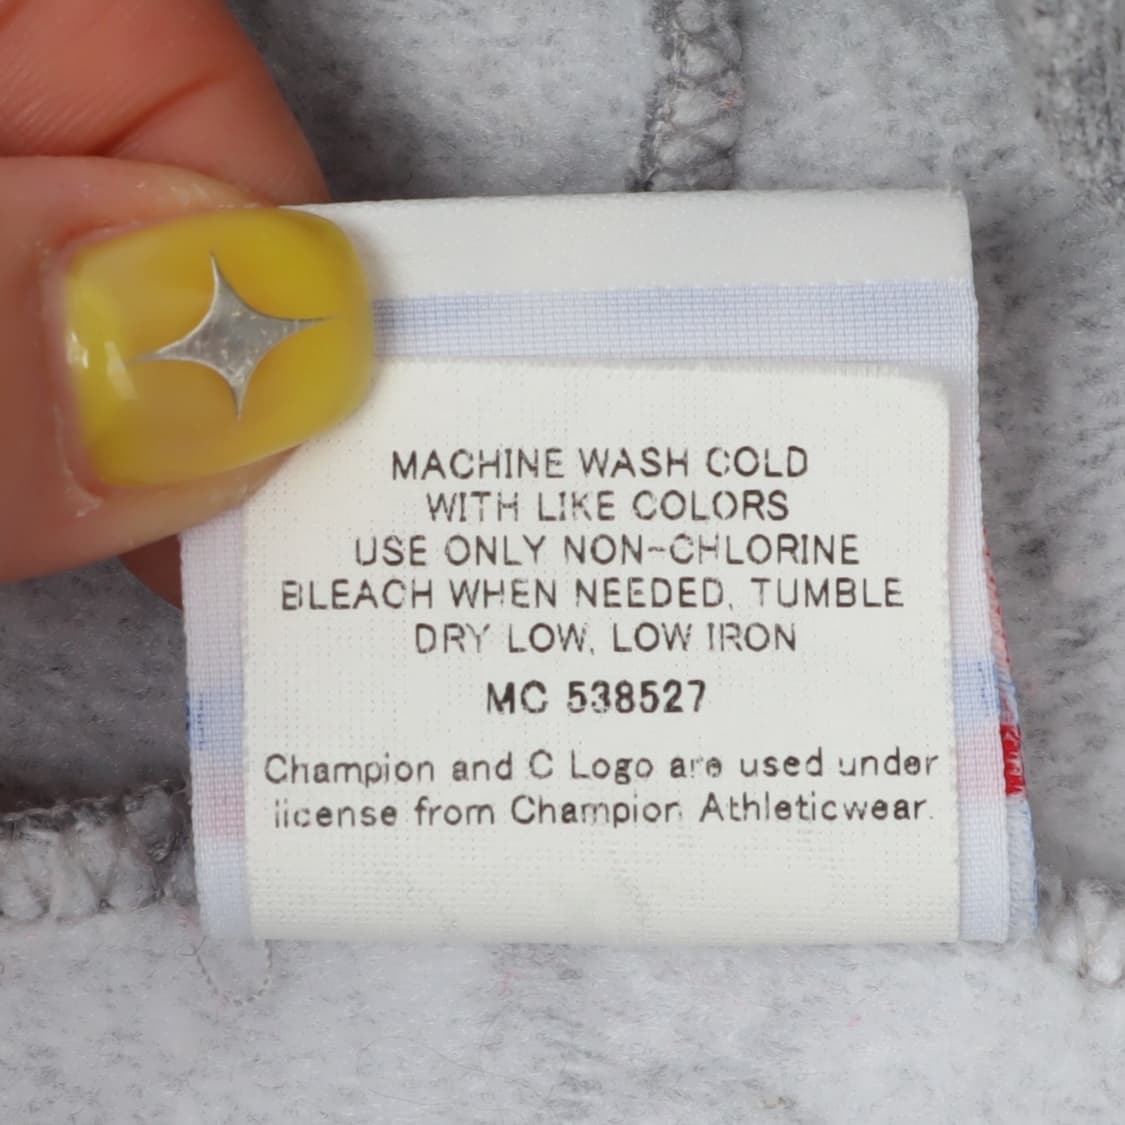 MACHINE WASH COLD
WITH LIKE COLORS
USE ONLY NON-CHLORINE
BLEACH WHEN NEEDED, TUMBLE
DRY LOW, LOW IRON
MC 538527
Champion and C Logo are used under
license from Champion Athleticwear.